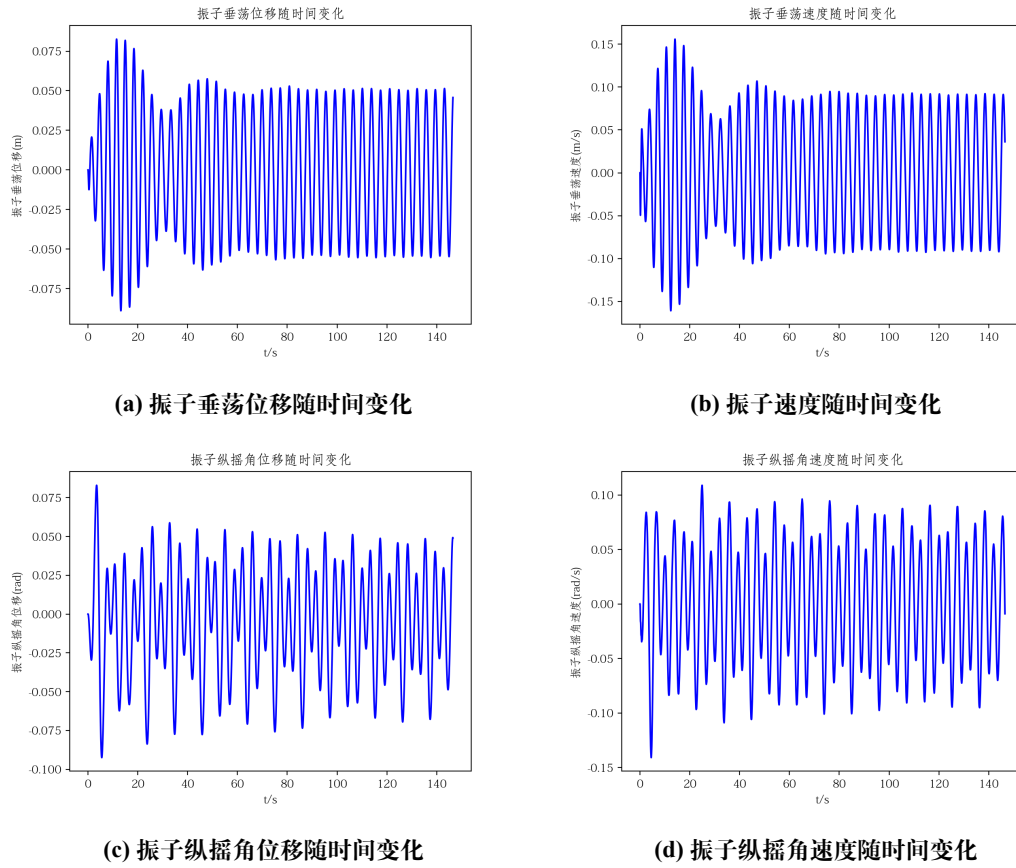 振子垂荡位移随时间变化
振子垂荡位移(m)
0.075
0.050
0.025
0.000
-0.025
-0.050
-0.075
0 20 40 60 80 100 120 140
t/s
(a) 振子垂荡位移随时间变化
振子垂荡速度随时间变化
振子垂荡速度(m/s)
0.15
0.10
0.05
0.00
-0.05
-0.10
-0.15
0 20 40 60 80 100 120 140
t/s
(b) 振子速度随时间变化
振子纵摇角位移随时间变化
振子纵摇角位移(rad)
0.075
0.050
0.025
0.000
-0.025
-0.050
-0.075
-0.100
0 20 40 60 80 100 120 140
t/s
(c) 振子纵摇角位移随时间变化
振子纵摇角速度随时间变化
振子纵摇角速度(rad/s)
0.10
0.05
0.00
-0.05
-0.10
-0.15
0 20 40 60 80 100 120 140
t/s
(d) 振子纵摇角速度随时间变化